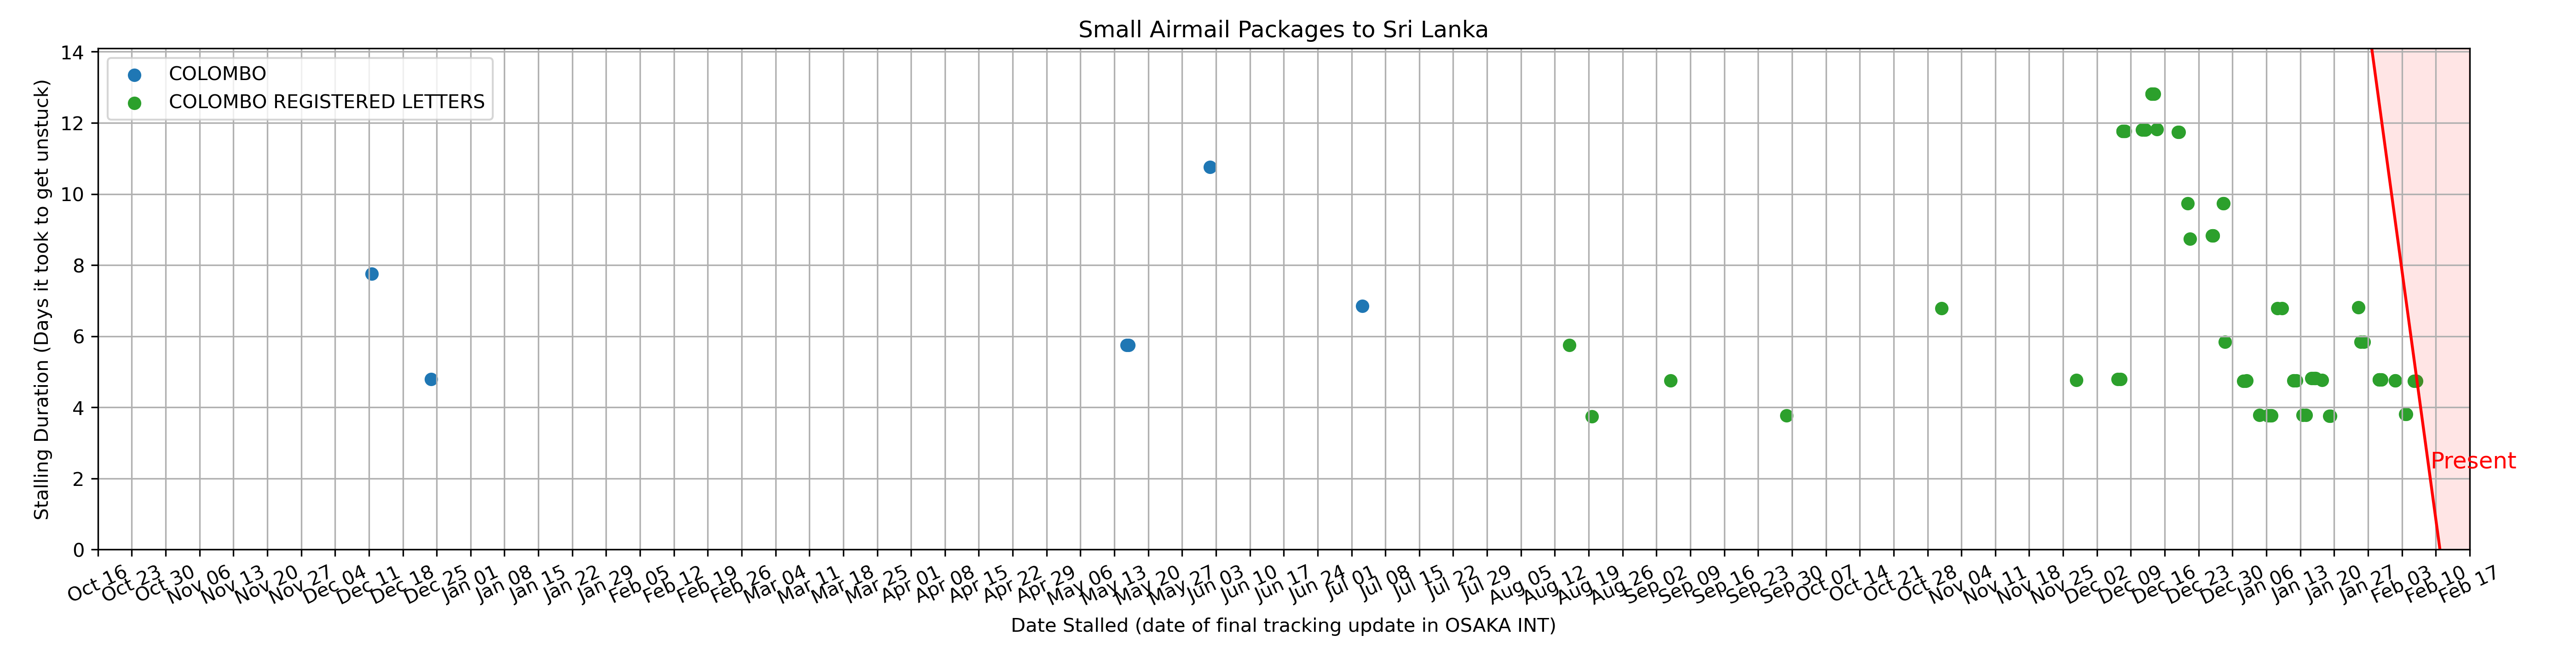 Small Airmail Packages to Sri Lanka
COLOMBO
COLOMBO REGISTERED LETTERS
Stalling Duration (Days it took to get unstuck)
14
12
10
8
6
4
2
0
Present
Oct 16 Oct 23 Oct 30 Nov 06 Nov 13 Nov 20 Nov 27 Dec 04 Dec 11 Dec 18 Dec 25 Jan 01 Jan 08 Jan 15 Jan 22 Jan 29 Feb 05 Feb 12 Feb 19 Feb 26 Mar 04 Mar 11 Mar 18 Mar 25 Apr 01 Apr 08 Apr 15 Apr 22 Apr 29 May 06 May 13 May 20 May 27 Jun 03 Jun 10 Jun 17 Jun 24 Jul 01 Jul 08 Jul 15 Jul 22 Jul 29 Aug 05 Aug 12 Aug 19 Aug 26 Sep 02 Sep 09 Sep 16 Sep 23 Sep 30 Oct 07 Oct 14 Oct 21 Oct 28 Nov 04 Nov 11 Nov 18 Nov 25 Dec 02 Dec 09 Dec 16 Dec 23 Dec 30 Jan 06 Jan 13 Jan 20 Jan 27 Feb 03 Feb 10 Feb 17
Date Stalled (date of final tracking update in OSAKA INT)